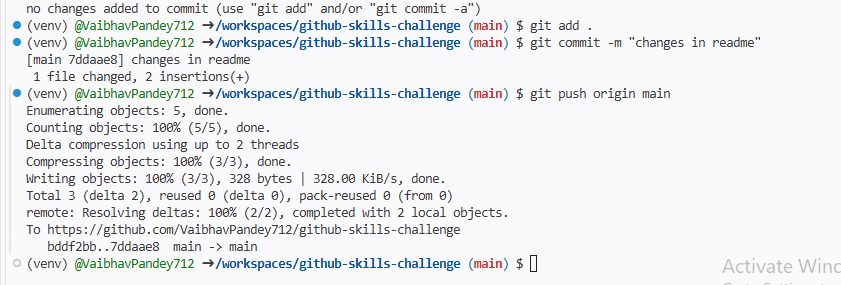 no changes added to commit (use "git add" and/or "git commit -a")
(venv) @VaibhavPandey712 ➜/workspaces/github-skills-challenge (main) $ git add .
(venv) @VaibhavPandey712 ➜/workspaces/github-skills-challenge (main) $ git commit -m "changes in readme"
[main 7ddaae8] changes in readme
 1 file changed, 2 insertions(+)
(venv) @VaibhavPandey712 ➜/workspaces/github-skills-challenge (main) $ git push origin main
Enumerating objects: 5, done.
Counting objects: 100% (5/5), done.
Delta compression using up to 2 threads
Compressing objects: 100% (3/3), done.
Writing objects: 100% (3/3), 328 bytes | 328.00 KiB/s, done.
Total 3 (delta 2), reused 0 (delta 0), pack-reused 0 (from 0)
remote: Resolving deltas: 100% (2/2), completed with 2 local objects.
To https://github.com/VaibhavPandey712/github-skills-challenge
   bddf2bb..7ddaae8  main -> main
(venv) @VaibhavPandey712 ➜/workspaces/github-skills-challenge (main) $
Activate Wind